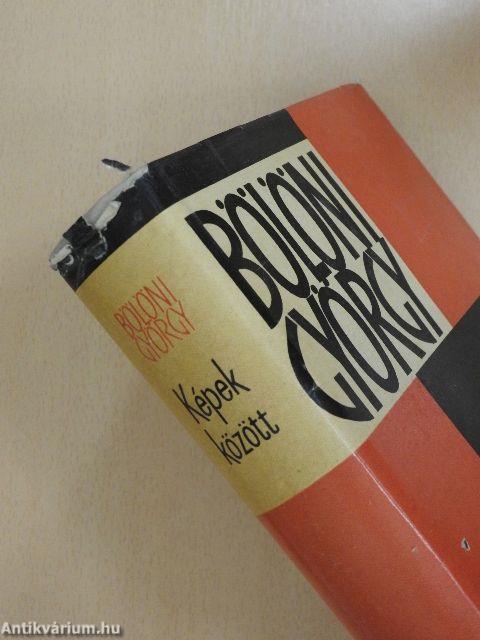 BÖLÖNI
GYÖRGY
BÖLÖNI
GYÖRGY
Képek
között
Antikvárium.hu